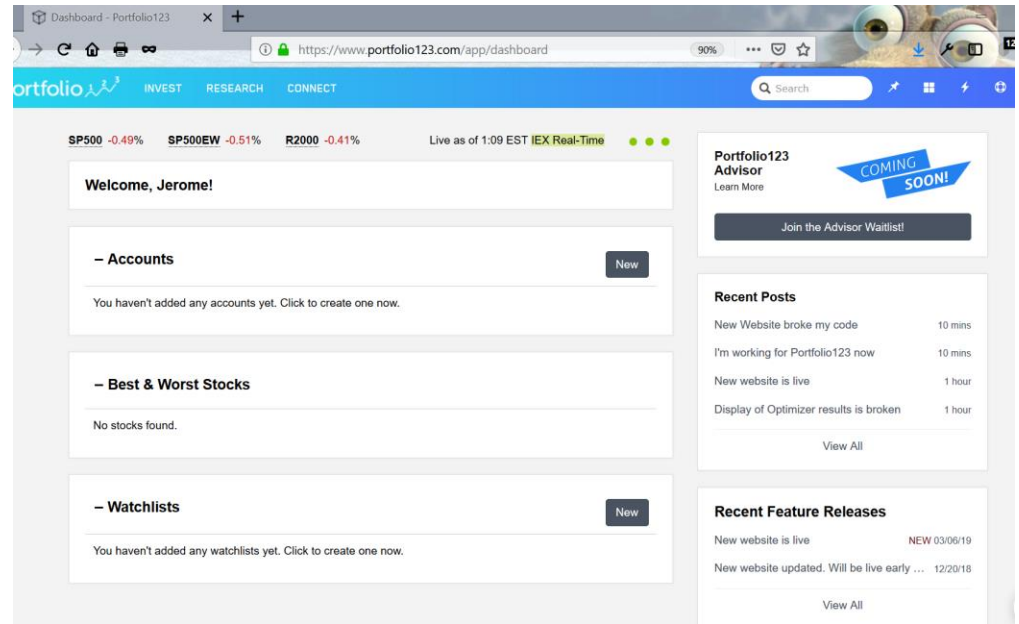 Dashboard - Portfolio123
https://www.portfolio123.com/app/dashboard
90%
ortfolio
INVEST RESEARCH CONNECT
Search
SP500 -0.49% SP500EW -0.51% R2000 -0.41% Live as of 1:09 EST IEX Real-Time
Welcome, Jerome!
– Accounts
New
You haven't added any accounts yet. Click to create one now.
– Best & Worst Stocks
No stocks found.
– Watchlists
New
You haven't added any watchlists yet. Click to create one now.
Portfolio123
Advisor
Learn More
COMING
SOON!
Join the Advisor Waitlist!
Recent Posts
New Website broke my code 10 mins
I'm working for Portfolio123 now 10 mins
New website is live 1 hour
Display of Optimizer results is broken 1 hour
View All
Recent Feature Releases
New website is live NEW 03/06/19
New website updated. Will be live early … 12/20/18
View All